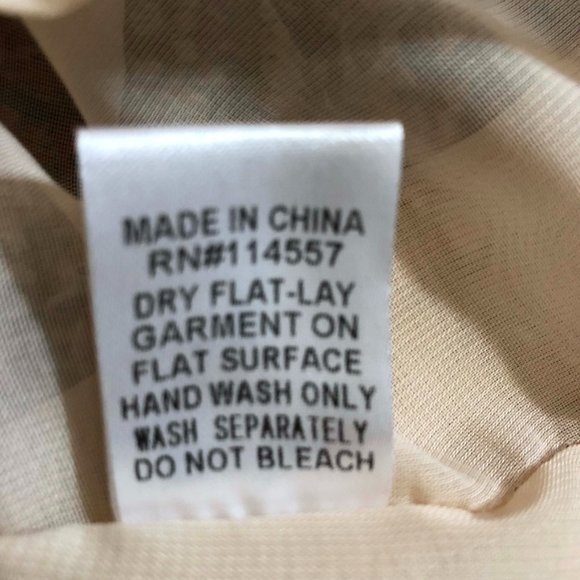 MADE IN CHINA
RN#114557
DRY FLAT-LAY
GARMENT ON
FLAT SURFACE
HAND WASH ONLY
WASH SEPARATELY
DO NOT BLEACH